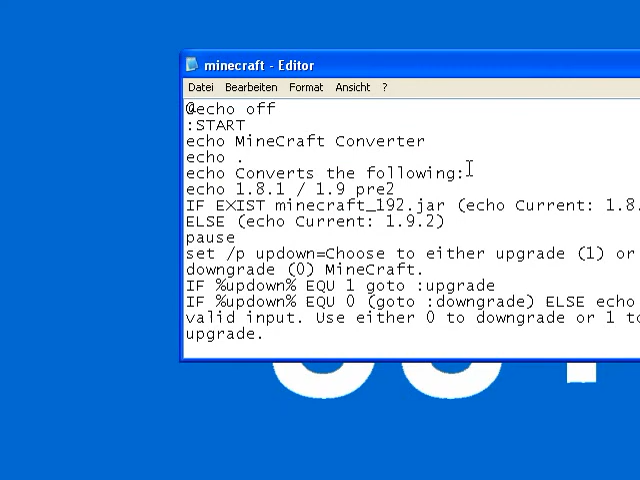 minecraft - Editor
Datei Bearbeiten Format Ansicht ?
@echo off
:START
echo MineCraft Converter
echo .
echo Converts the following:
echo 1.8.1 / 1.9 pre2
IF EXIST minecraft_192.jar (echo Current: 1.8.
ELSE (echo Current: 1.9.2)
pause
set /p updown=Choose to either upgrade (1) or
downgrade (0) MineCraft.
IF %updown% EQU 1 goto :upgrade
IF %updown% EQU 0 (goto :downgrade) ELSE echo
valid input. Use either 0 to downgrade or 1 to
upgrade.